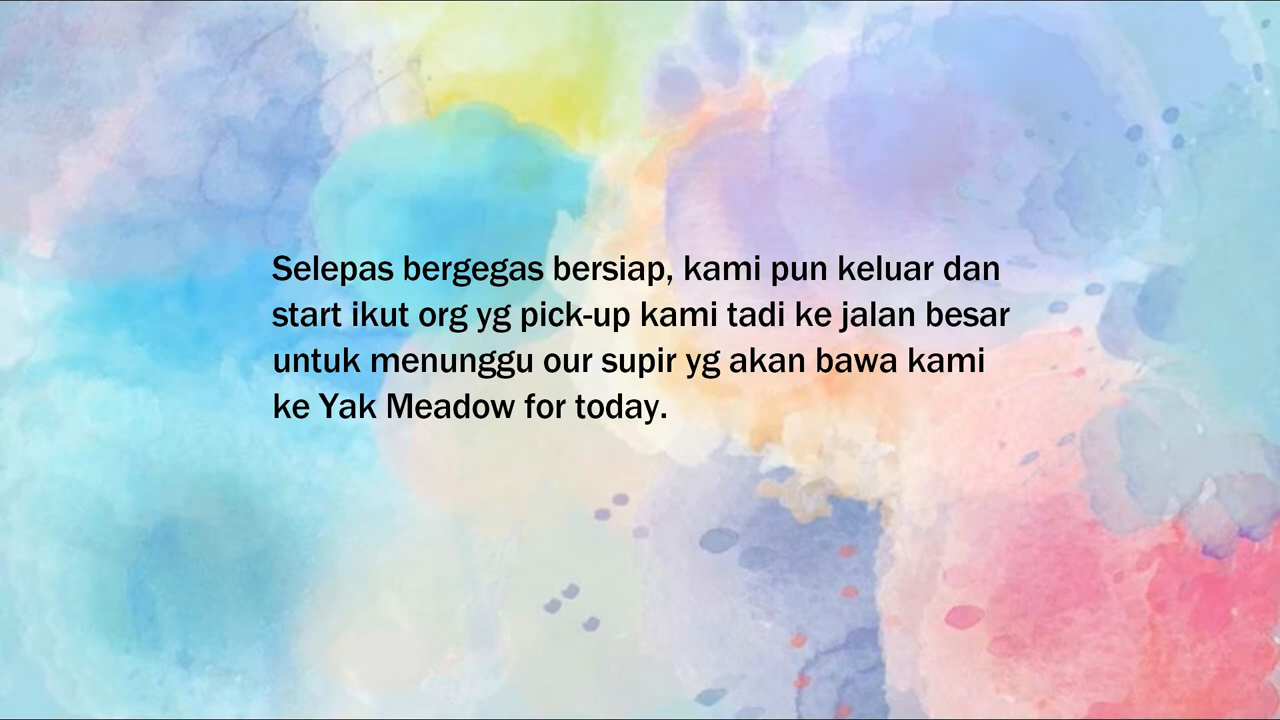 Selepas bergegas bersiap, kami pun keluar dan
start ikut org yg pick-up kami tadi ke jalan besar
untuk menunggu our supir yg akan bawa kami
ke Yak Meadow for today.